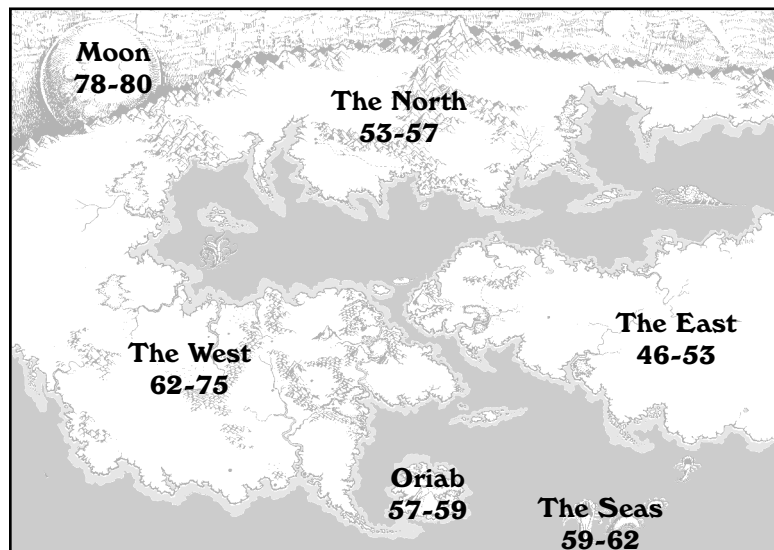 Moon
78-80
The North
53-57
The East
46-53
The West
62-75
Oriab
57-59
The Seas
59-62